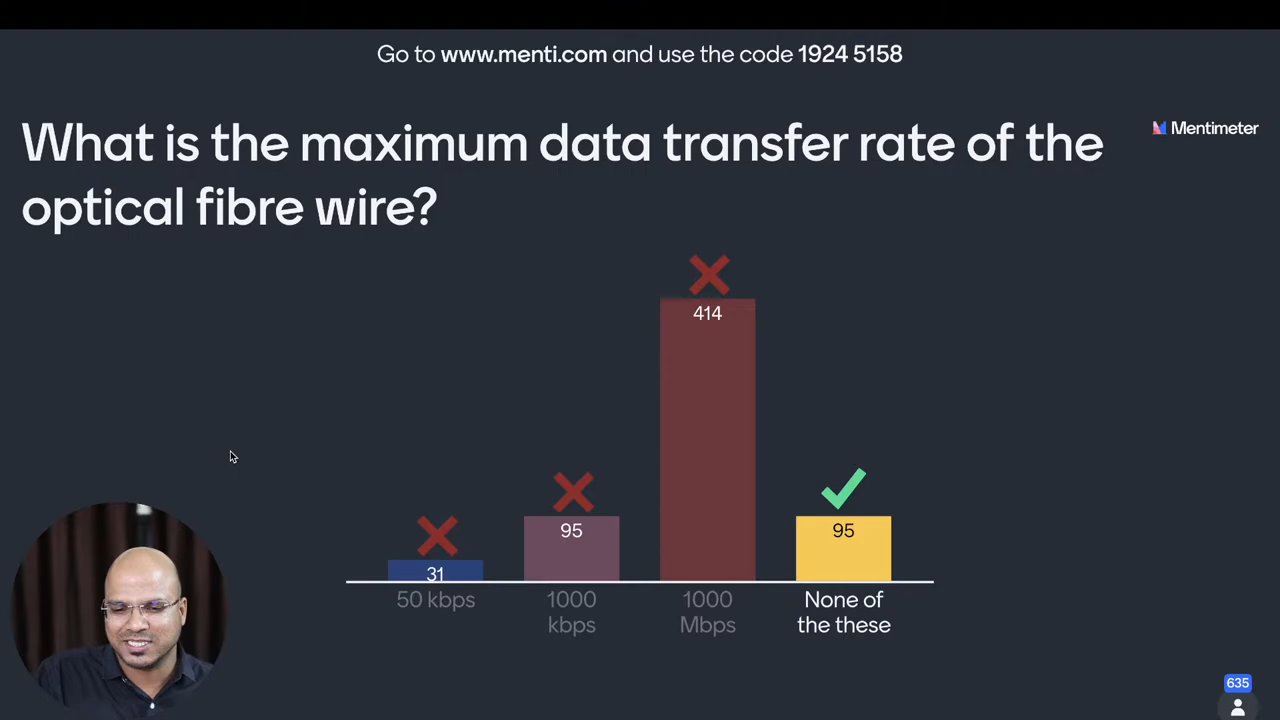 Go to www.menti.com and use the code 1924 5158
What is the maximum data transfer rate of the
optical fibre wire?
Mentimeter
414
95
95
31
50 kbps
1000
kbps
1000
Mbps
None of
the these
635